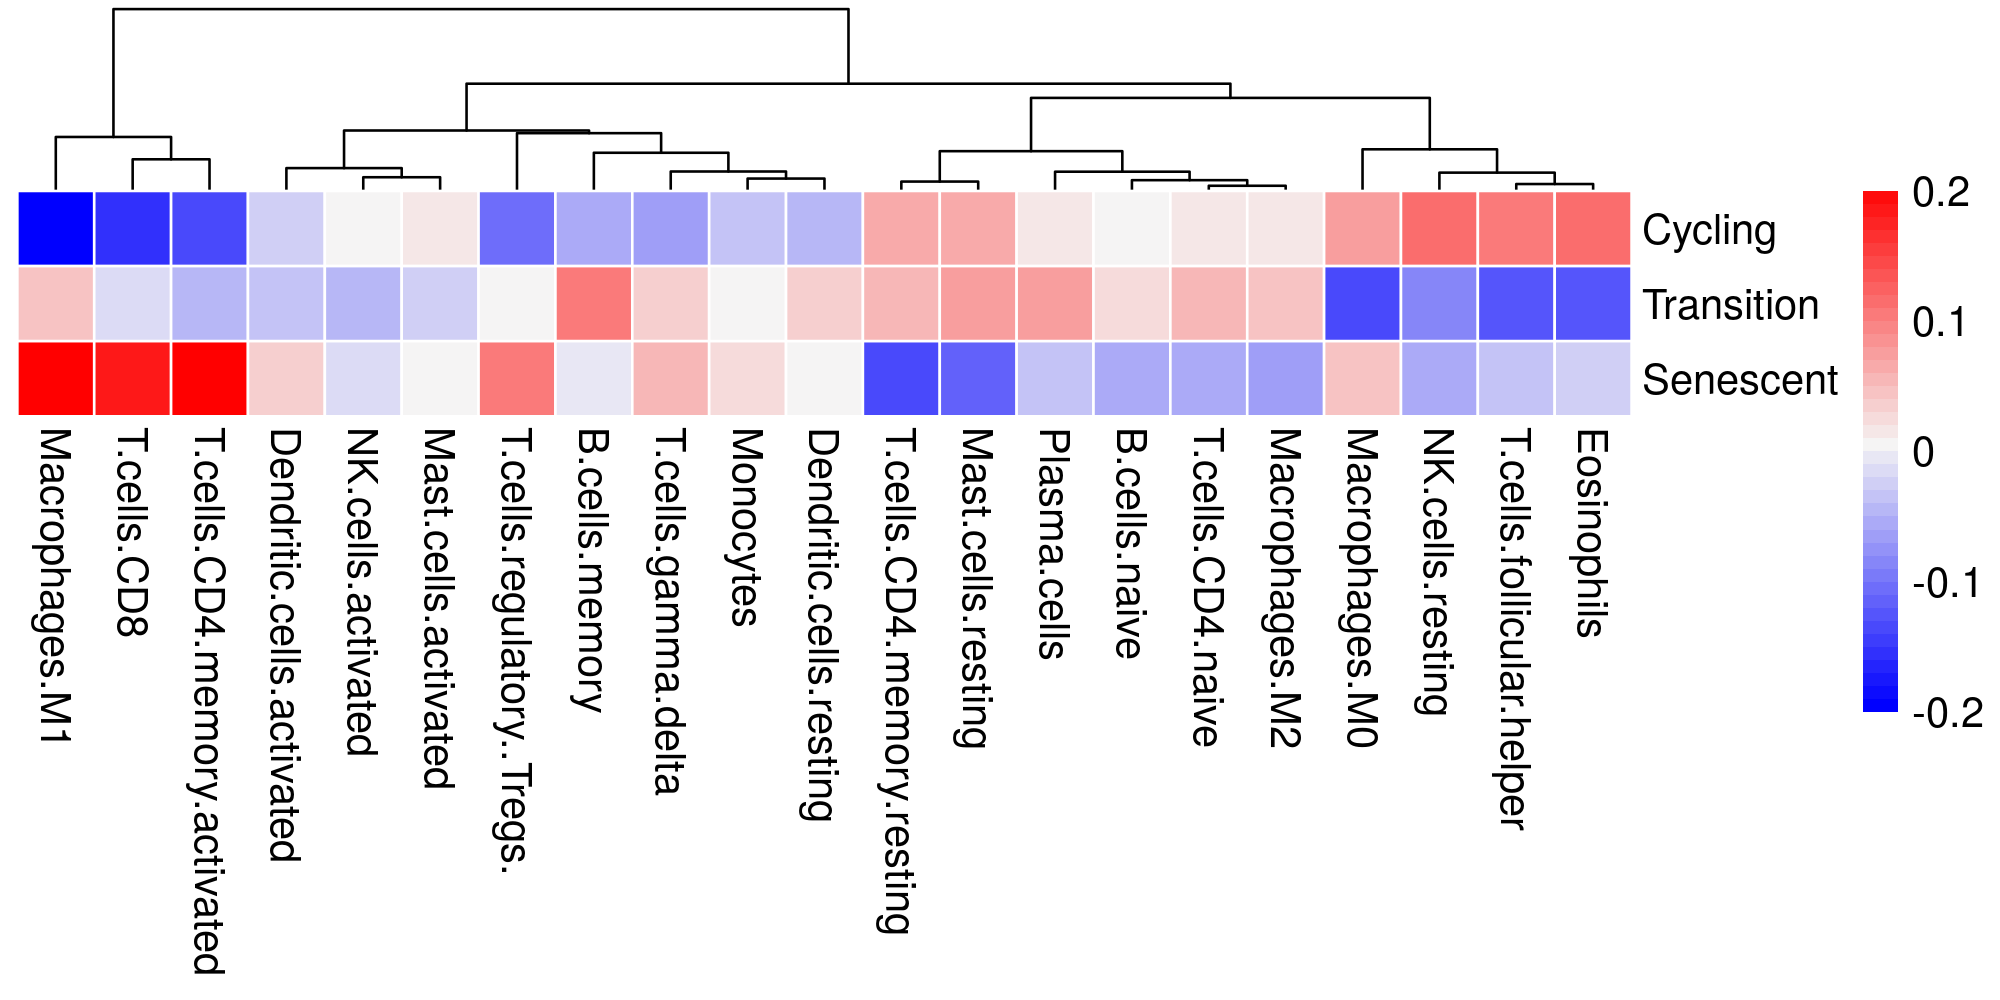 Cycling
Transition
Senescent
0.2
0.1
0
-0.1
-0.2
Macrophages.M1
T.cells.CD8
T.cells.CD4.memory.activated
Dendritic.cells.activated
NK.cells.activated
Mast.cells.activated
T.cells.regulatory..Tregs.
B.cells.memory
T.cells.gamma.delta
Monocytes
Dendritic.cells.resting
T.cells.CD4.memory.resting
Mast.cells.resting
Plasma.cells
B.cells.naive
T.cells.CD4.naive
Macrophages.M2
Macrophages.M0
NK.cells.resting
T.cells.follicular.helper
Eosinophils